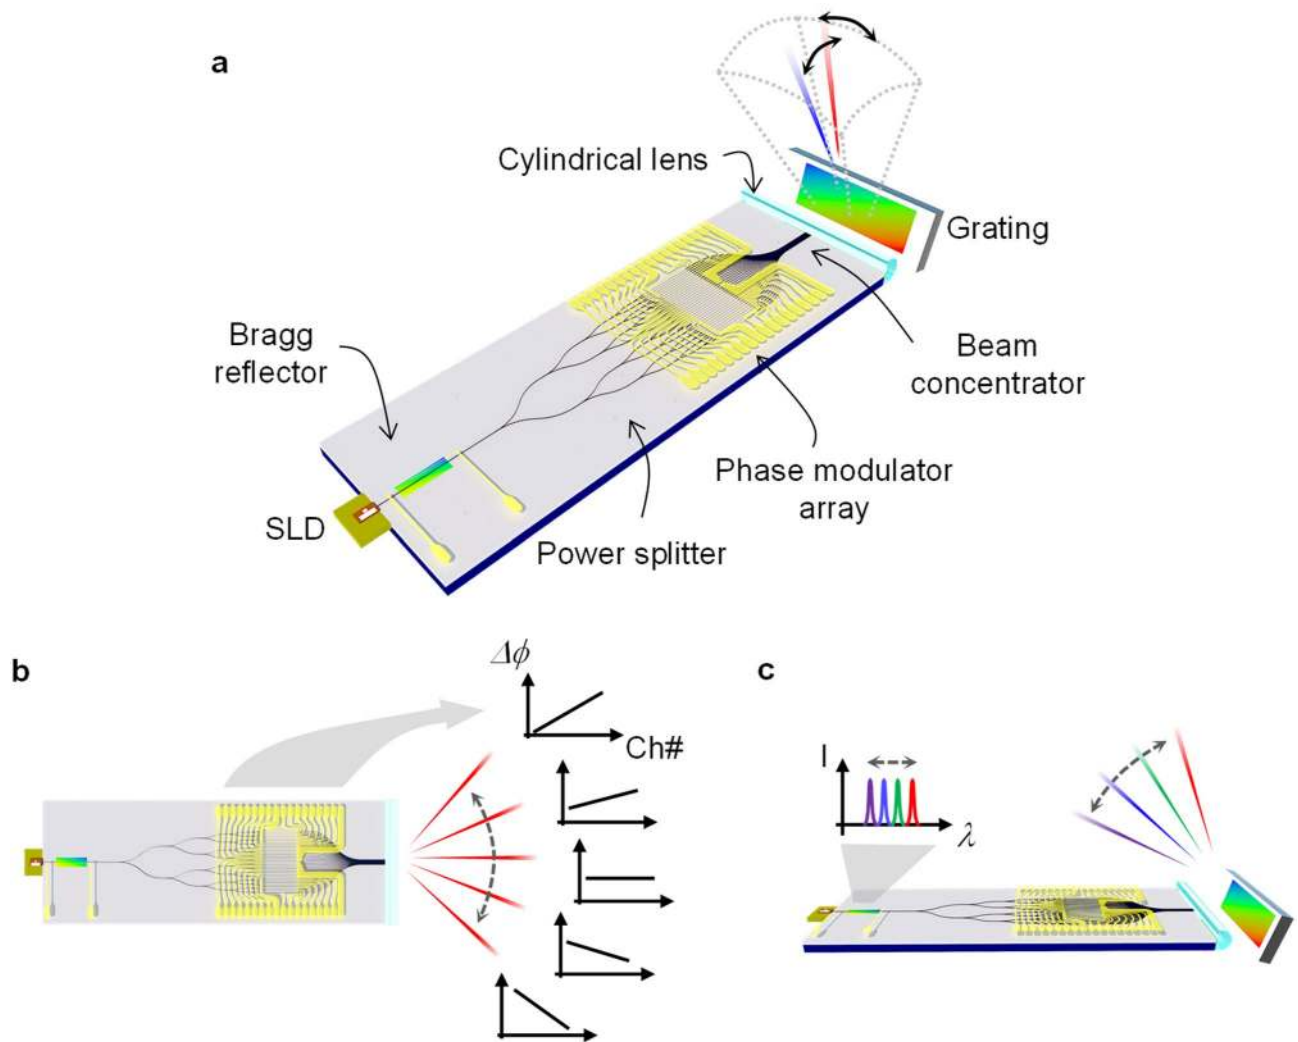 a
Cylindrical lens
Grating
Bragg
reflector
Beam
concentrator
Phase modulator
array
SLD
Power splitter
b
Δϕ
Ch#
c
I
λ